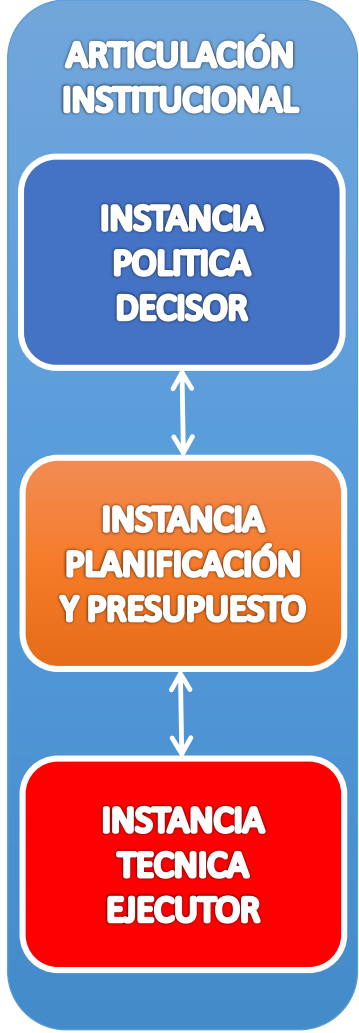 ARTICULACIÓN
INSTITUCIONAL
INSTANCIA
POLITICA
DECISOR
INSTANCIA
PLANIFICACIÓN
Y PRESUPUESTO
INSTANCIA
TECNICA
EJECUTOR